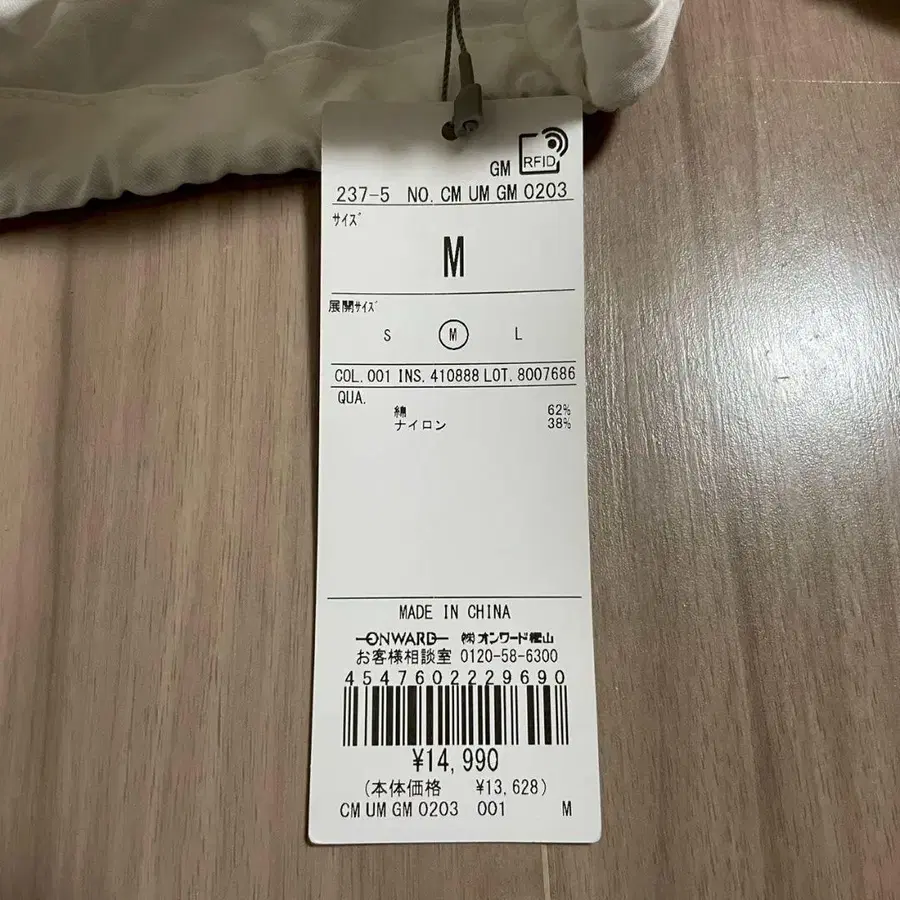 GM RFID
237-5 NO. CM UM GM 0203
ｻｲｽﾞ
M
展開ｻｲｽﾞ
S M L
COL. 001 INS. 410888 LOT. 8007686
QUA.
綿 62%
ナイロン 38%
MADE IN CHINA
ONWARD ㈱オンワード樫山
お客様相談室 0120-58-6300
4547602229690
¥14,990
(本体価格 ¥13,628)
CM UM GM 0203 001 M